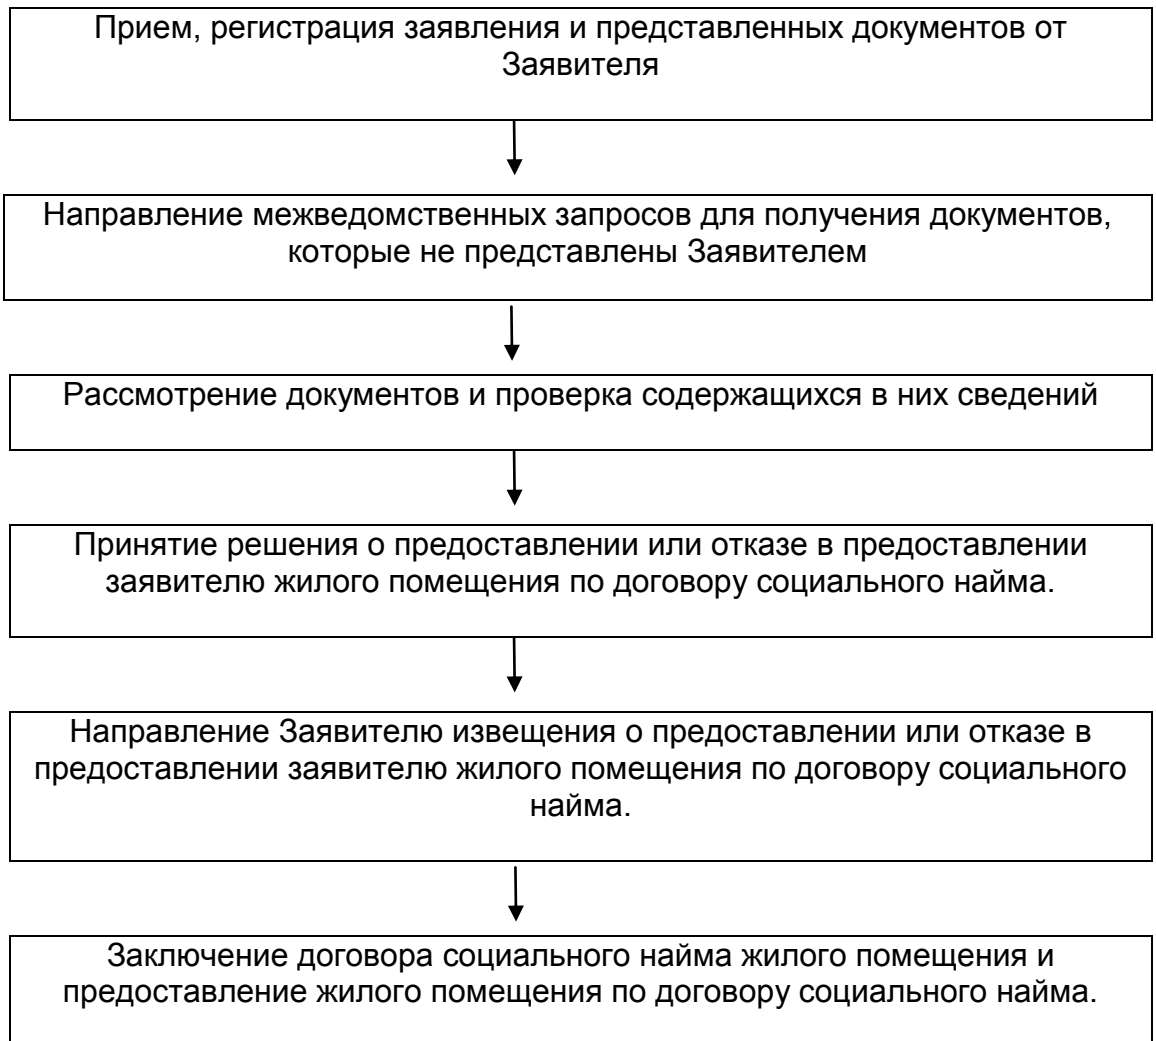 Прием, регистрация заявления и представленных документов от
Заявителя
Направление межведомственных запросов для получения документов,
которые не представлены Заявителем
Рассмотрение документов и проверка содержащихся в них сведений
Принятие решения о предоставлении или отказе в предоставлении
заявителю жилого помещения по договору социального найма.
Направление Заявителю извещения о предоставлении или отказе в
предоставлении заявителю жилого помещения по договору социального
найма.
Заключение договора социального найма жилого помещения и
предоставление жилого помещения по договору социального найма.